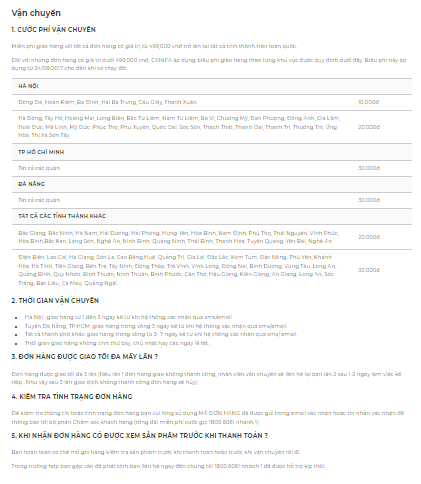 Vận chuyển
1. CƯỚC PHÍ VẬN CHUYỂN
Miễn phí giao hàng với tất cả đơn hàng có giá trị từ 499,000 vnđ trở lên tại tất cả tỉnh thành trên toàn quốc.
Đối với những đơn hàng có giá trị dưới 499,000 vnđ, CANIFA áp dụng biểu phí giao hàng theo từng khu vực được quy định dưới đây. Biểu phí này áp
dụng từ 24/08/2017 cho đến khi có thay đổi.
HÀ NỘI
Đống Đa, Hoàn Kiếm, Ba Đình, Hai Bà Trưng, Cầu Giấy, Thanh Xuân 10.000đ
Hà Đông, Tây Hồ, Hoàng Mai, Long Biên, Bắc Từ Liêm, Nam Từ Liêm, Ba Vì, Chương Mỹ, Đan Phượng, Đông Anh, Gia Lâm,
Hoài Đức, Mê Linh, Mỹ Đức, Phúc Thọ, Phú Xuyên, Quốc Oai, Sóc Sơn, Thạch Thất, Thanh Oai, Thanh Trì, Thường Tín, Ứng
Hòa, Thị Xã Sơn Tây. 20.000đ
TP HỒ CHÍ MINH
Tất cả các quận 30.000đ
ĐÀ NẴNG
Tất cả các quận 30.000đ
TẤT CẢ CÁC TỈNH THÀNH KHÁC
Bắc Giang, Bắc Ninh, Hà Nam, Hải Dương, Hải Phòng, Hưng Yên, Hòa Bình, Nam Định, Phú Thọ, Thái Nguyên, Vĩnh Phúc,
Hòa Bình, Bắc Kạn, Lạng Sơn, Nghệ An, Ninh Bình, Quảng Ninh, Thái Bình, Thanh Hóa, Tuyên Quang, Yên Bái, Nghệ An 20.000đ
Điện Biên, Lào Cai, Hà Giang, Sơn La, Cao Bằng, Huế, Quảng Trị, Gia Lai, Đắc Lắc, Kom Tum, Đắc Nông, Phú Yên, Khánh
Hòa, Hà Tĩnh, Tiền Giang, Bến Tre, Tây Ninh, Đồng Tháp, Trà Vinh, Vĩnh Long, Đồng Nai, Bình Dương, Vũng Tàu, Long An,
Quảng Bình, Quy Nhơn, Bình Thuận, Ninh Thuận, Bình Phước, Cần Thơ, Hậu Giang, Kiên Giang, An Giang, Long An, Sóc
Trăng, Bạc Liêu, Cà Mau, Quảng Ngãi 30.000đ
2. THỜI GIAN VẬN CHUYỂN
Hà Nội: giao hàng từ 1 đến 3 ngày kể từ khi hệ thống xác nhận qua sms/email.
Tuyến Đà Nẵng, TP.HCM: giao hàng trong vòng 3 ngày kể từ khi hệ thống xác nhận qua sms/email.
Tất cả thành phố khác: giao hàng trong vòng từ 3- 7 ngày kể từ khi hệ thống xác nhận qua sms/email.
Thời gian giao hàng không tính thứ bảy, chủ nhật hay các ngày lễ tết.
3. ĐƠN HÀNG ĐƯỢC GIAO TỐI ĐA MẤY LẦN ?
Đơn hàng được giao tối đa 3 lần (Nếu lần 1 đơn hàng giao không thành công, nhân viên vận chuyển sẽ liên hệ lại bạn lần 2 sau 1-2 ngày làm việc kế
tiếp . Như vậy sau 3 lần giao dịch không thành công đơn hàng sẽ hủy)
4. KIỂM TRA TÌNH TRẠNG ĐƠN HÀNG
Để kiểm tra thông tin hoặc tình trạng đơn hàng bạn vui lòng sử dụng MÃ ĐƠN HÀNG đã được gửi trong email xác nhận hoặc tin nhắn xác nhận để
thông báo tới bộ phận Chăm sóc khách hàng (tổng đài miễn phí cước gọi 1800 6061 nhánh 1)
5. KHI NHẬN ĐƠN HÀNG CÓ ĐƯỢC XEM SẢN PHẨM TRƯỚC KHI THANH TOÁN ?
Bạn hoàn toàn có thể mở gói hàng kiểm tra sản phẩm trước khi thanh toán hoặc trước khi vận chuyển rời đi.
Trong trường hợp bạn gặp vấn đề phát sinh bạn liên hệ ngay đến chúng tôi 1800 6061 nhánh 1 để được hỗ trợ kịp thời.